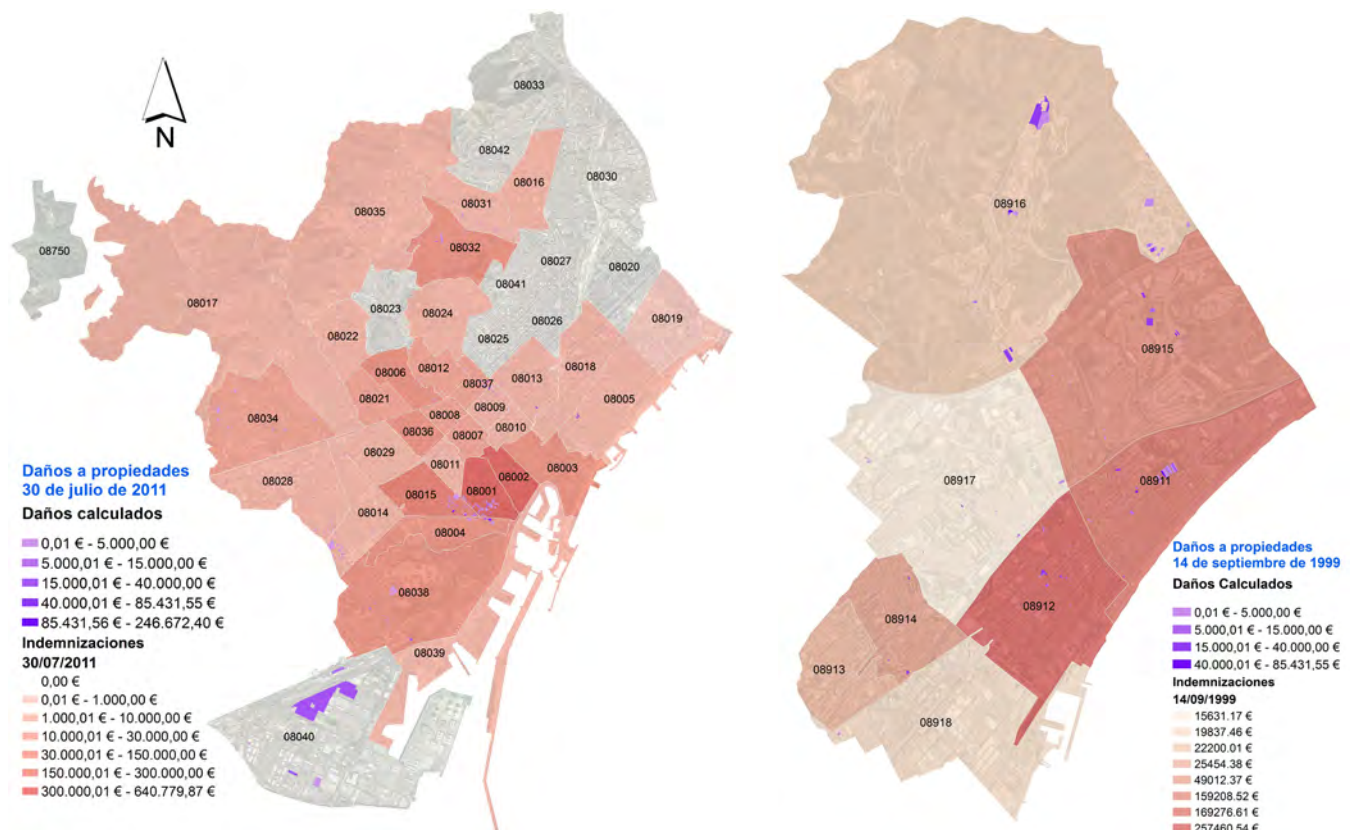 N
08033
08042
08016
08030
08031
08035
08032
08750
08027
08020
08017
08041
08023
08024
08019
08026
08022
08025
08018
08012
08006
08013
08037
08021
08005
08009
08034
08008
08010
08036
08007
08029
08011
08003
08002
08028
08001
08015
08014
08004
08038
08039
08040
Daños a propiedades
30 de julio de 2011
Daños calculados
0,01 € - 5.000,00 €
5.000,01 € - 15.000,00 €
15.000,01 € - 40.000,00 €
40.000,01 € - 85.431,55 €
85.431,56 € - 246.672,40 €
Indemnizaciones
30/07/2011
0,00 €
0,01 € - 1.000,00 €
1.000,01 € - 10.000,00 €
10.000,01 € - 30.000,00 €
30.000,01 € - 150.000,00 €
150.000,01 € - 300.000,00 €
300.000,01 € - 640.779,87 €
08916
08915
08917
08911
08912
08914
08913
08918
Daños a propiedades
14 de septiembre de 1999
Daños Calculados
0,01 € - 5.000,00 €
5.000,01 € - 15.000,00 €
15.000,01 € - 40.000,00 €
40.000,01 € - 85.431,55 €
Indemnizaciones
14/09/1999
15631.17 €
19837.46 €
22200.01 €
25454.38 €
49012.37 €
159208.52 €
169276.61 €
257460.54 €